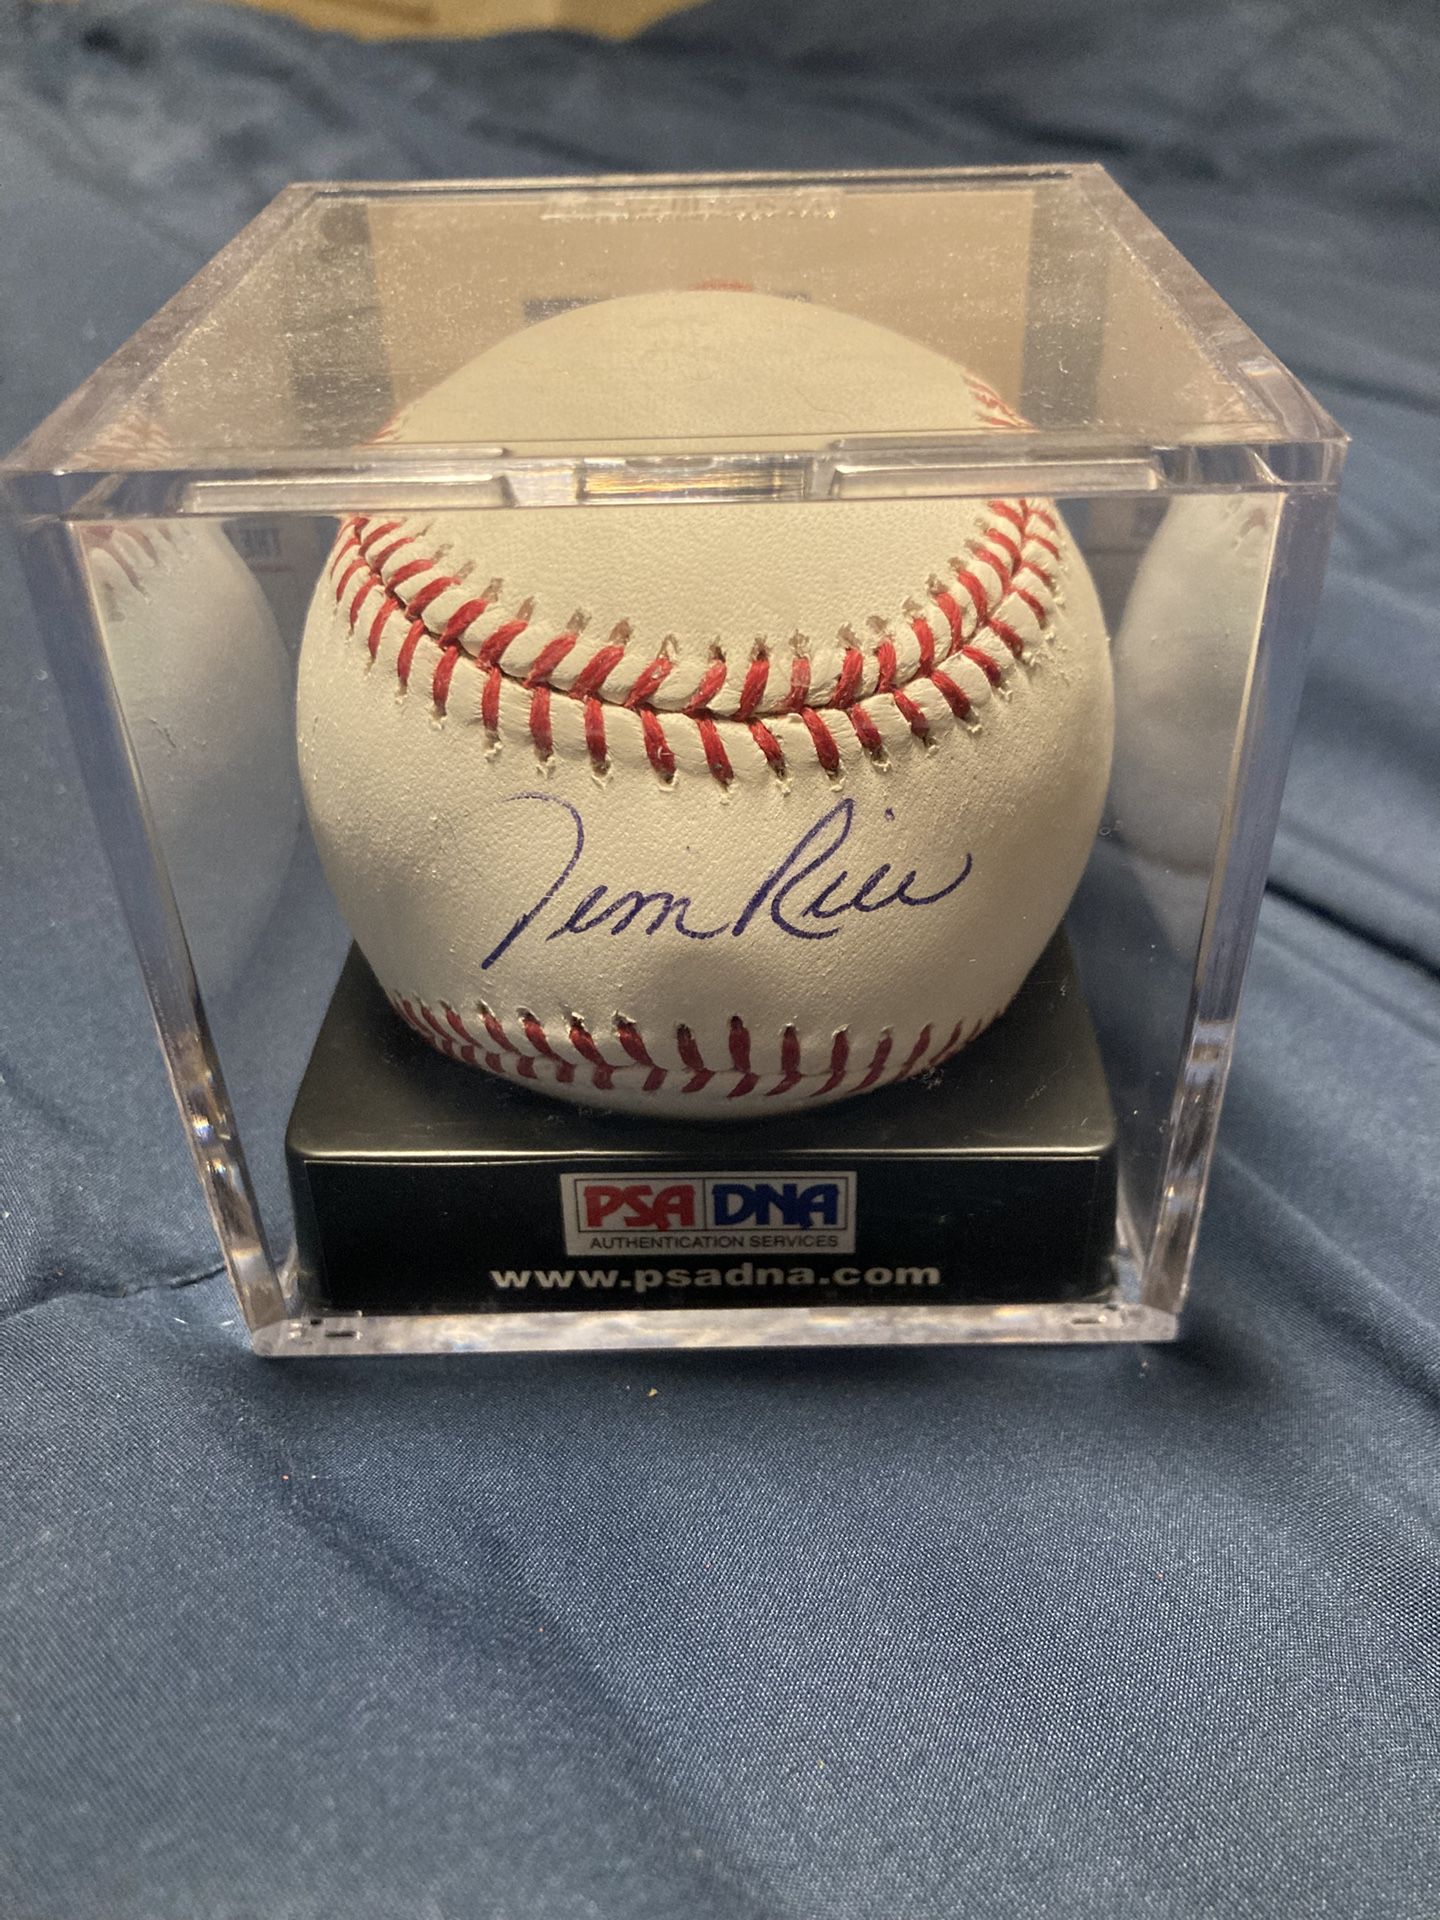 Jim Rice
PSA DNA
AUTHENTICATION SERVICES
www.psadna.com